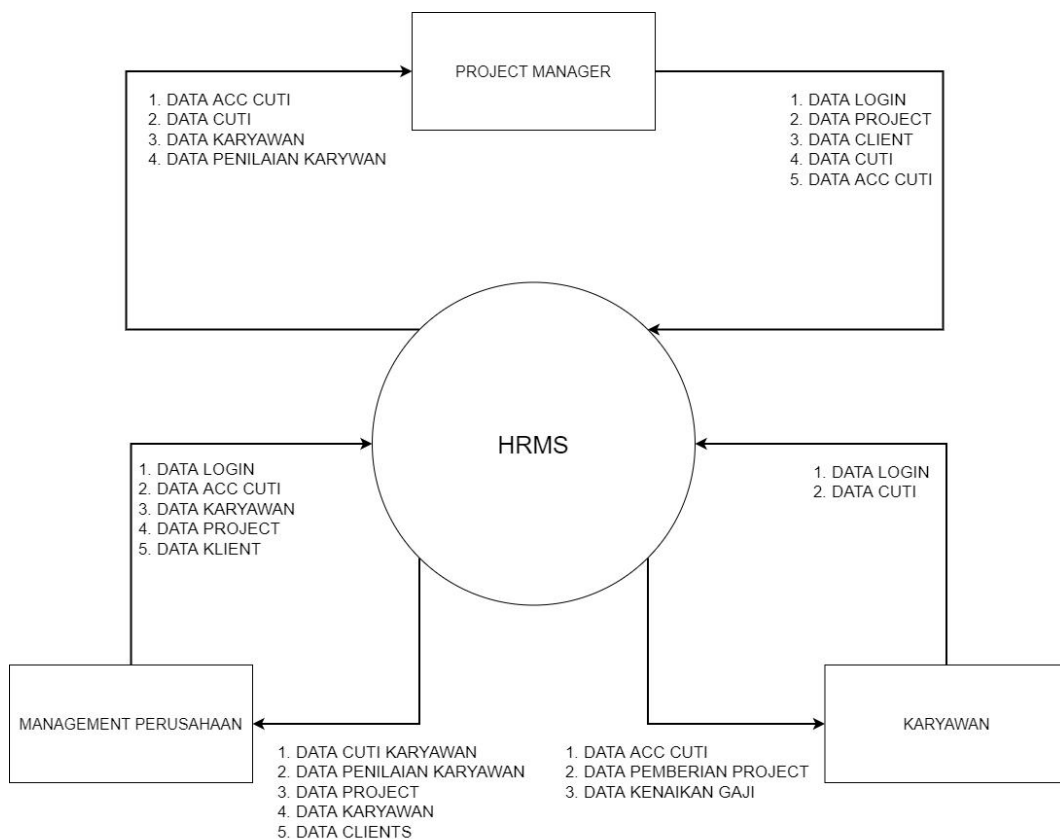 PROJECT MANAGER
1. DATA ACC CUTI
2. DATA CUTI
3. DATA KARYAWAN
4. DATA PENILAIAN KARYWAN
1. DATA LOGIN
2. DATA PROJECT
3. DATA CLIENT
4. DATA CUTI
5. DATA ACC CUTI
HRMS
1. DATA LOGIN
2. DATA ACC CUTI
3. DATA KARYAWAN
4. DATA PROJECT
5. DATA KLIENT
1. DATA LOGIN
2. DATA CUTI
MANAGEMENT PERUSAHAAN
KARYAWAN
1. DATA CUTI KARYAWAN
2. DATA PENILAIAN KARYAWAN
3. DATA PROJECT
4. DATA KARYAWAN
5. DATA CLIENTS
1. DATA ACC CUTI
2. DATA PEMBERIAN PROJECT
3. DATA KENAIKAN GAJI